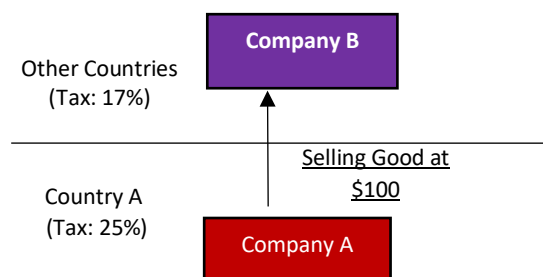 Company B
Other Countries
(Tax: 17%)
Selling Good at
$100
Country A
(Tax: 25%)
Company A